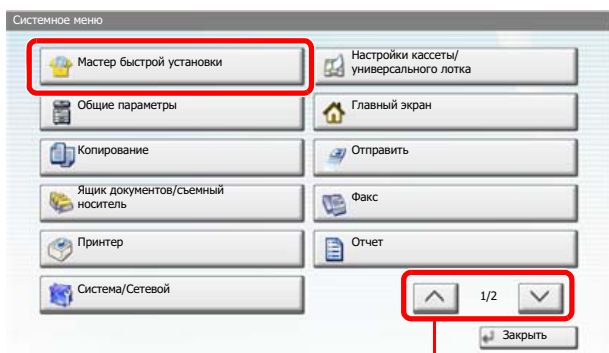 Системное меню
Мастер быстрой установки
Настройки кассеты/
универсального лотка
Общие параметры
Главный экран
Копирование
Отправить
Ящик документов/съемный
носитель
Факс
Принтер
Отчет
Система/Сетевой
1/2
Закрыть